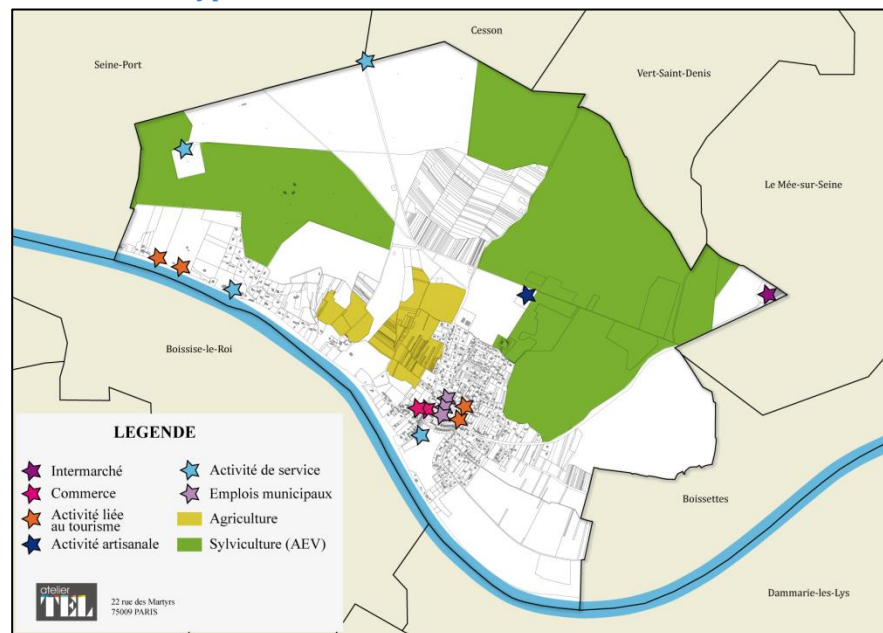 Cesson
Seine-Port
Vert-Saint-Denis
Le Mée-sur-Seine
Boissise-le-Roi
Boissettes
Dammarie-les-Lys
LEGENDE
Intermarché
Commerce
Activité liée
au tourisme
Activité artisanale
Activité de service
Emplois municipaux
Agriculture
Sylviculture (AEV)
atelier
TEL
22 rue des Martyrs
75009 PARIS